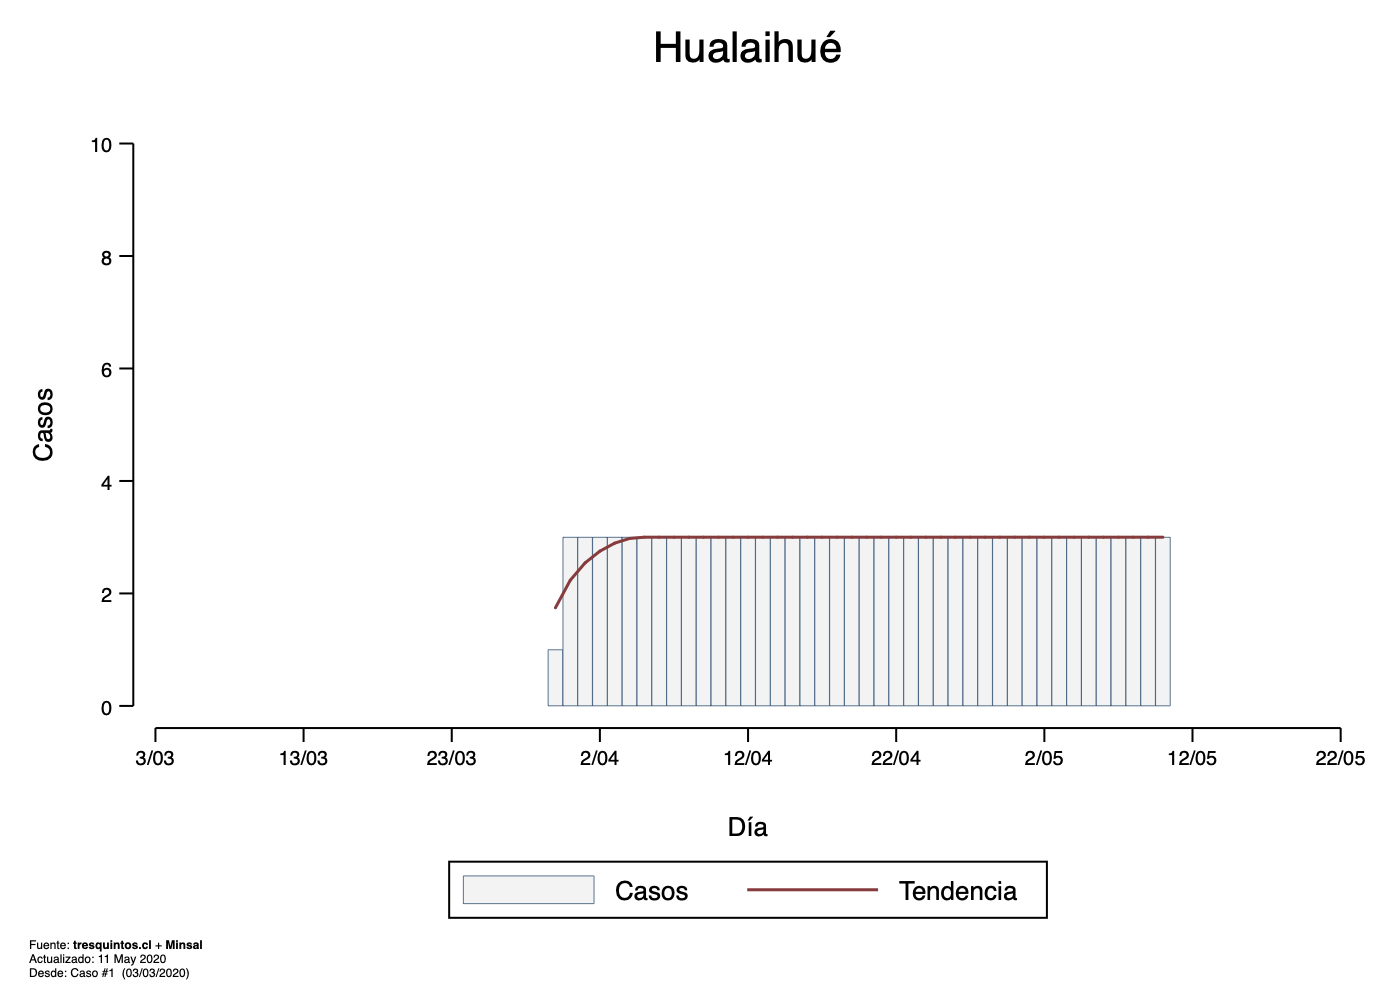 Hualaihué
10
8
6
4
2
0
Casos
3/03 13/03 23/03 2/04 12/04 22/04 2/05 12/05 22/05
Día
Casos Tendencia
Fuente: tresquintos.cl + Minsal
Actualizado: 11 May 2020
Desde: Caso #1 (03/03/2020)